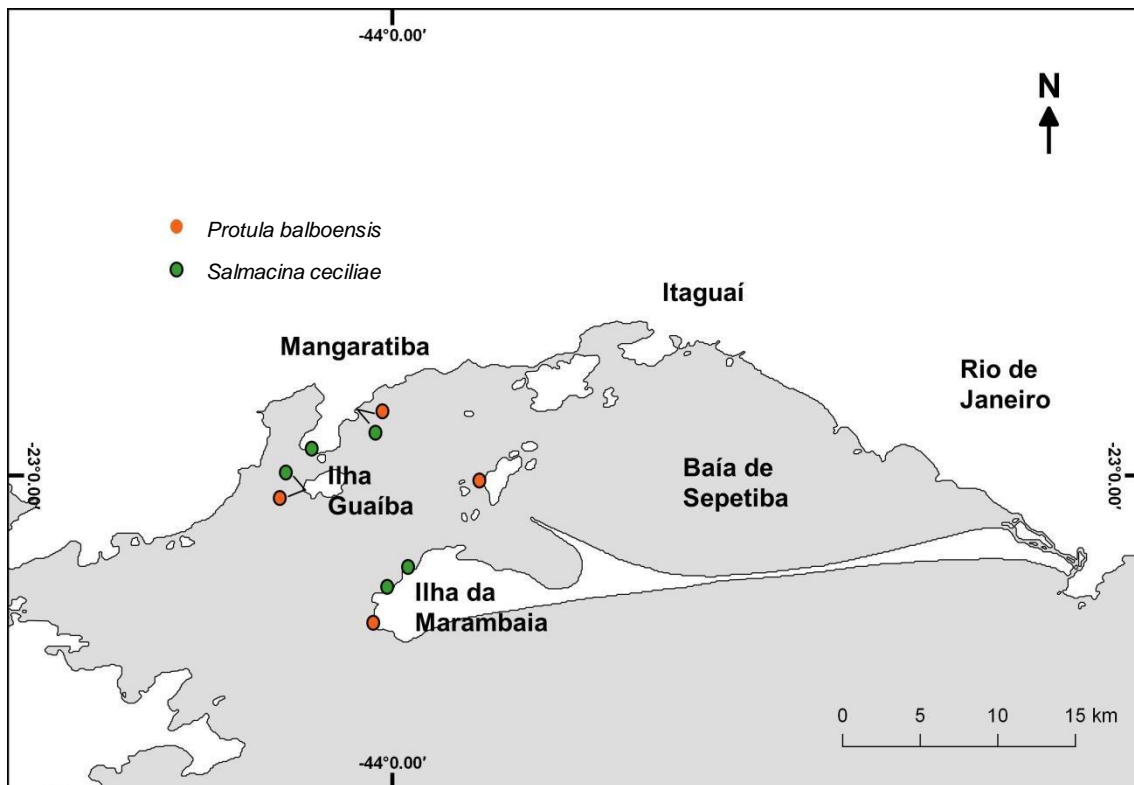 -44°0.00′
N
Protula balboensis
Salmacina ceciliae
Itaguaí
Mangaratiba
Rio de
Janeiro
-23°0.00′
Ilha
Guaíba
Baía de
Sepetiba
-23°0.00′
Ilha da
Marambaia
0 5 10 15 km
-44°0.00′